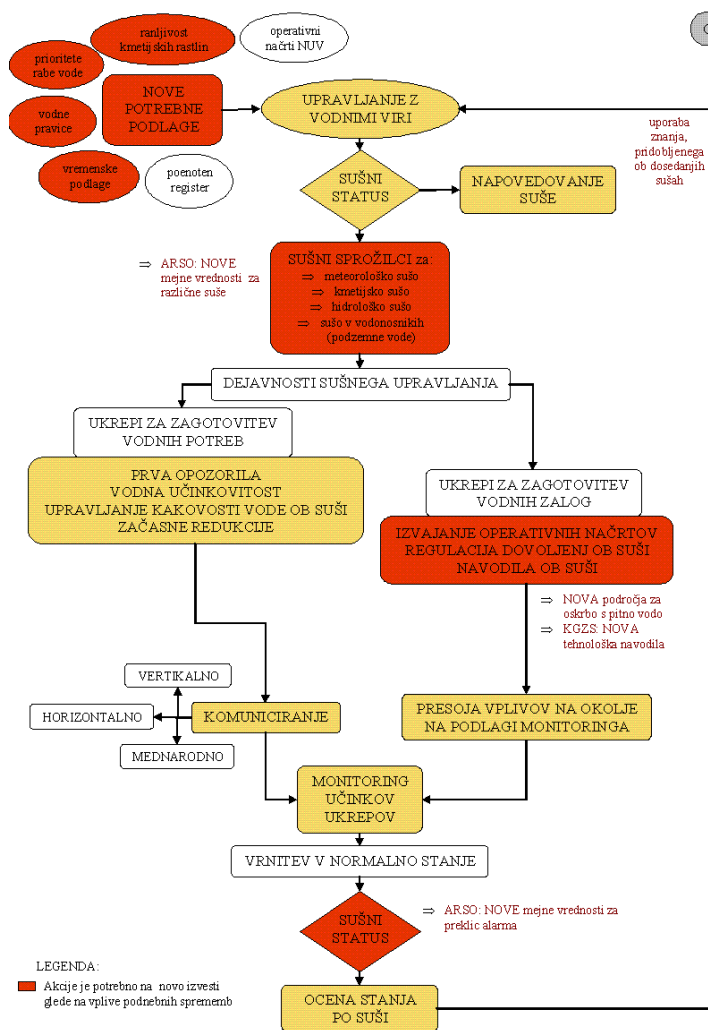 ranljivost
kmetijskih rastlin
operativni
načrti NUV
prioritete
rabe vode
NOVE
POTREBNE
PODLAGE
UPRAVLJANJE Z
VODNIMI VIRI
vodne
pravice
uporaba
znanja,
pridobljenega
ob dosedanjih
sušah
vremenske
podlage
poenoten
register
SUŠNI
STATUS
NAPOVEDOVANJE
SUŠE
⇒ ARSO: NOVE
mejne vrednosti za
različne suše
SUŠNI SPROŽILCI za:
⇒ meteorološko sušo
⇒ kmetijsko sušo
⇒ hidrološko sušo
⇒ sušo v vodonosnikih
(podzemne vode)
DEJAVNOSTI SUŠNEGA UPRAVLJANJA
UKREPI ZA ZAGOTOVITEV
VODNIH POTREB
PRVA OPOZORILA
VODNA UČINKOVITOST
UPRAVLJANJE KAKOVOSTI VODE OB SUŠI
ZAČASNE REDUKCIJE
UKREPI ZA ZAGOTOVITEV
VODNIH ZALOG
IZVAJANJE OPERATIVNIH NAČRTOV
REGULACIJA DOVOLJENJ OB SUŠI
NAVODILA OB SUŠI
⇒ NOVA področja za
oskrbo s pitno vodo
⇒ KGZS: NOVA
tehnološka navodila
VERTIKALNO
HORIZONTALNO
KOMUNICIRANJE
MEDNARODNO
PRESOJA VPLIVOV NA OKOLJE
NA PODLAGI MONITORINGA
MONITORING
UČINKOV
UKREPOV
VRNITEV V NORMALNO STANJE
SUŠNI
STATUS
⇒ ARSO: NOVE mejne vrednosti za
preklic alarma
LEGENDA:
Akcije je potrebno na novo izvesti
glede na vplive podnebnih sprememb
OCENA STANJA
PO SUŠI